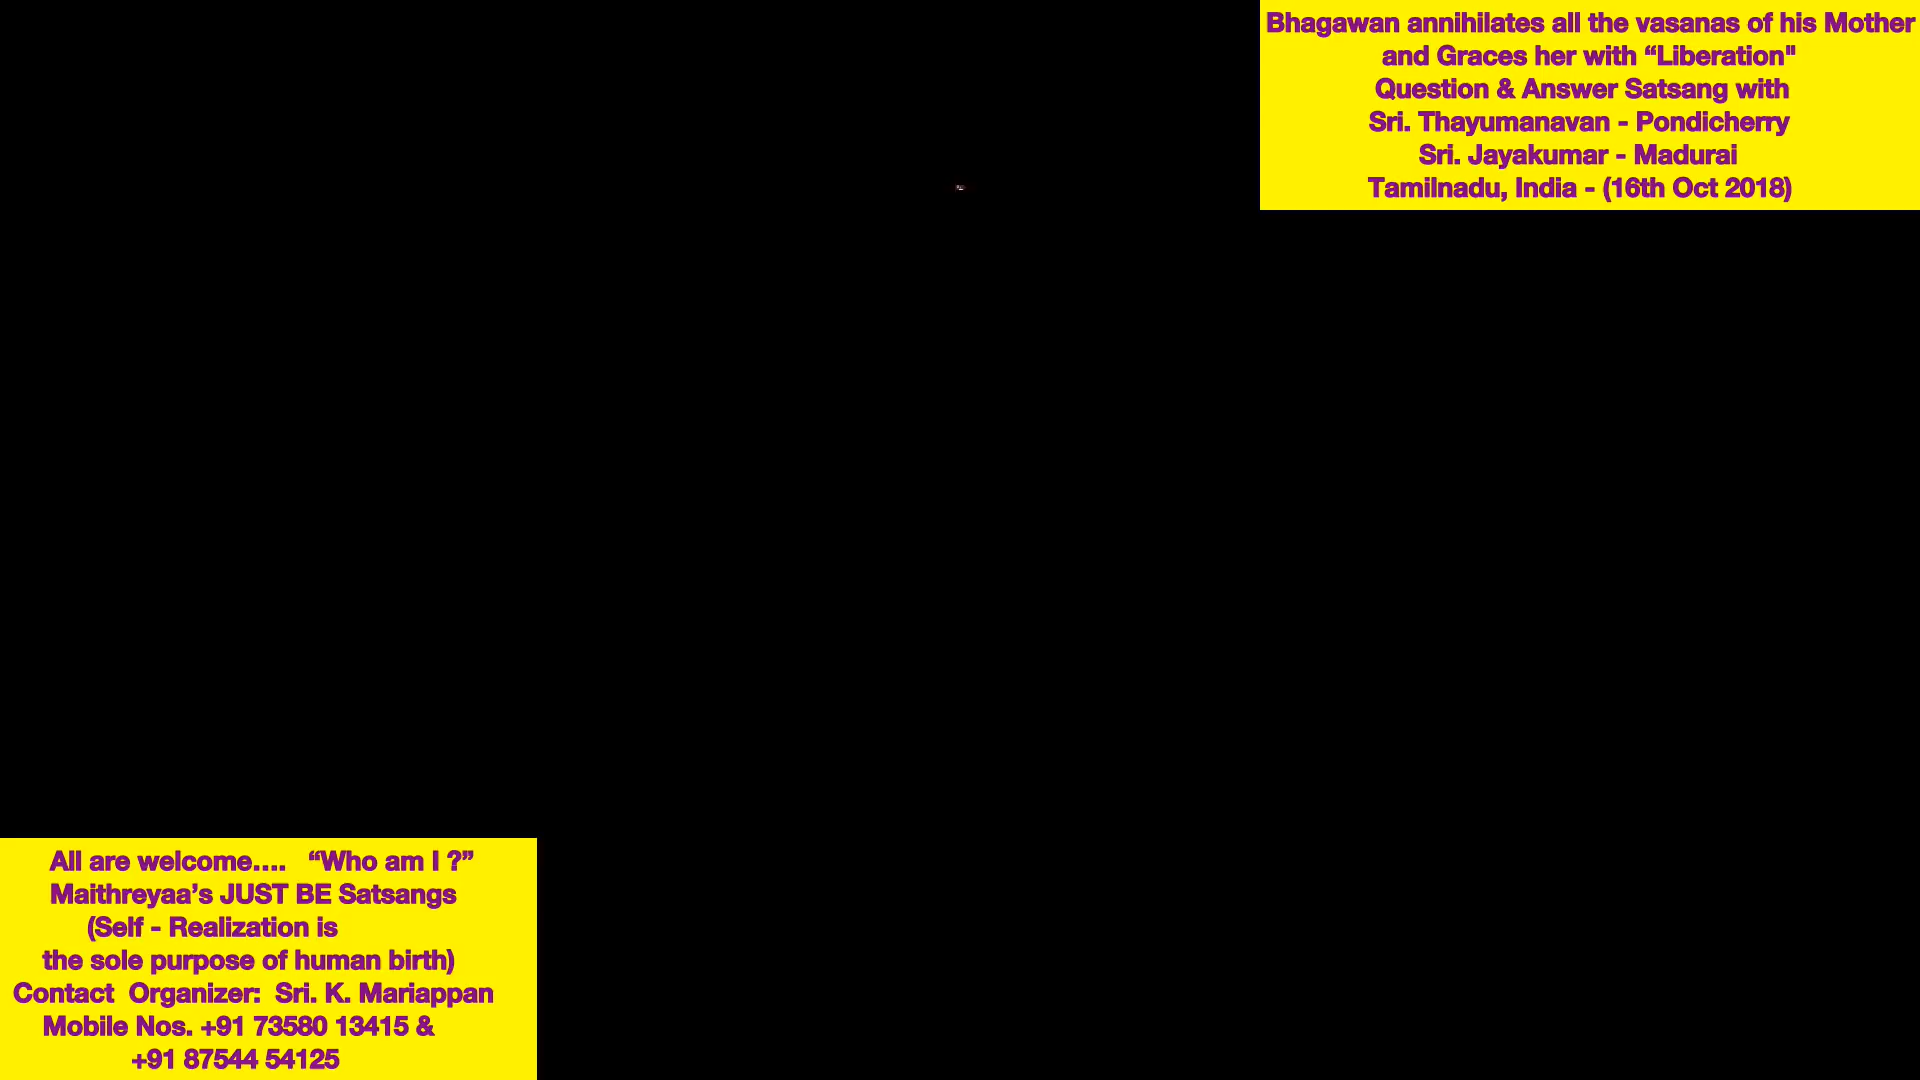 Bhagawan annihilates all the vasanas of his Mother
and Graces her with “Liberation"
Question & Answer Satsang with
Sri. Thayumanavan - Pondicherry
Sri. Jayakumar - Madurai
Tamilnadu, India - (16th Oct 2018)
All are welcome.... “Who am I ?”
Maithreyaa’s JUST BE Satsangs
(Self - Realization is
the sole purpose of human birth)
Contact Organizer: Sri. K. Mariappan
Mobile Nos. +91 73580 13415 &
+91 87544 54125